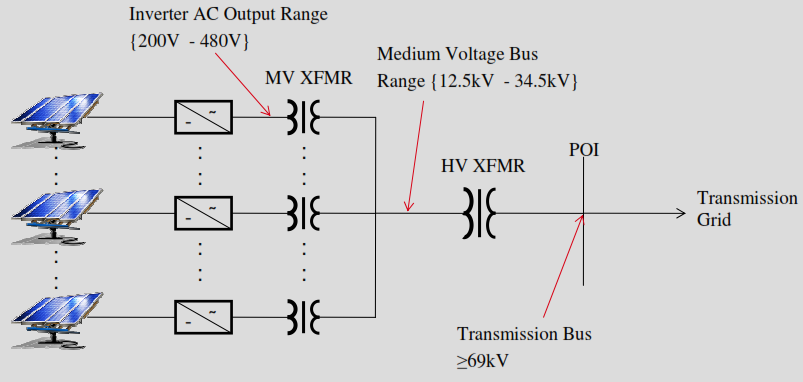 Inverter AC Output Range
{200V - 480V}
Medium Voltage Bus
Range {12.5kV - 34.5kV}
MV XFMR
HV XFMR
POI
Transmission
Grid
Transmission Bus
≥69kV
- ~
- ~
- ~